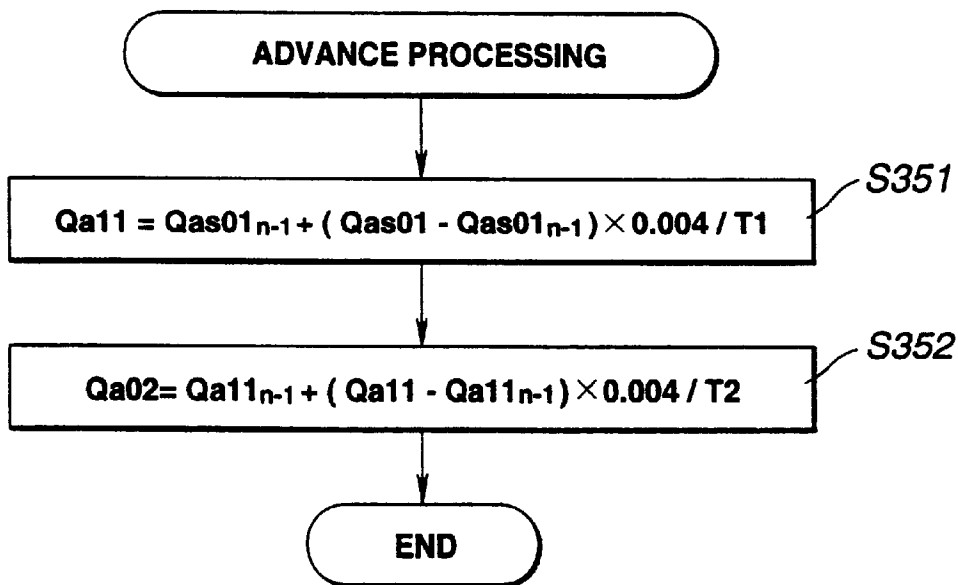 ADVANCE PROCESSING
S351
Qa11 = Qas01n-1 + ( Qas01 - Qas01n-1 ) × 0.004 / T1
S352
Qa02= Qa11n-1 + ( Qa11 - Qa11n-1 ) × 0.004 / T2
END